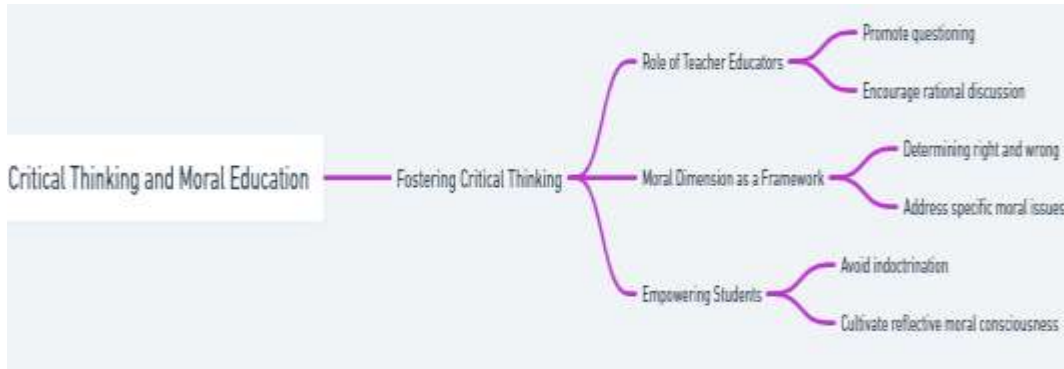 Critical Thinking and Moral Education
Fostering Critical Thinking
Role of Teacher Educators
Promote questioning
Encourage rational discussion
Moral Dimension as a Framework
Determining right and wrong
Address specific moral issues
Empowering Students
Avoid indoctrination
Cultivate reflective moral consciousness